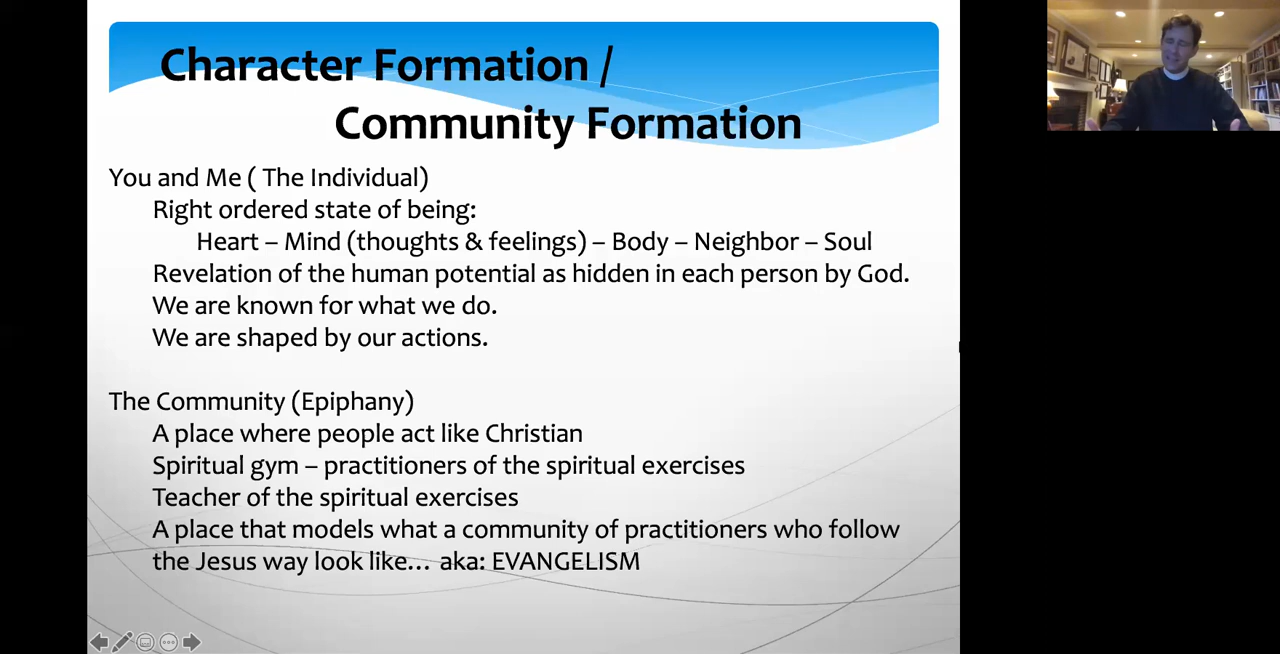 Character Formation /
Community Formation
You and Me ( The Individual)
Right ordered state of being:
Heart – Mind (thoughts & feelings) – Body – Neighbor – Soul
Revelation of the human potential as hidden in each person by God.
We are known for what we do.
We are shaped by our actions.
The Community (Epiphany)
A place where people act like Christian
Spiritual gym – practitioners of the spiritual exercises
Teacher of the spiritual exercises
A place that models what a community of practitioners who follow
the Jesus way look like… aka: EVANGELISM